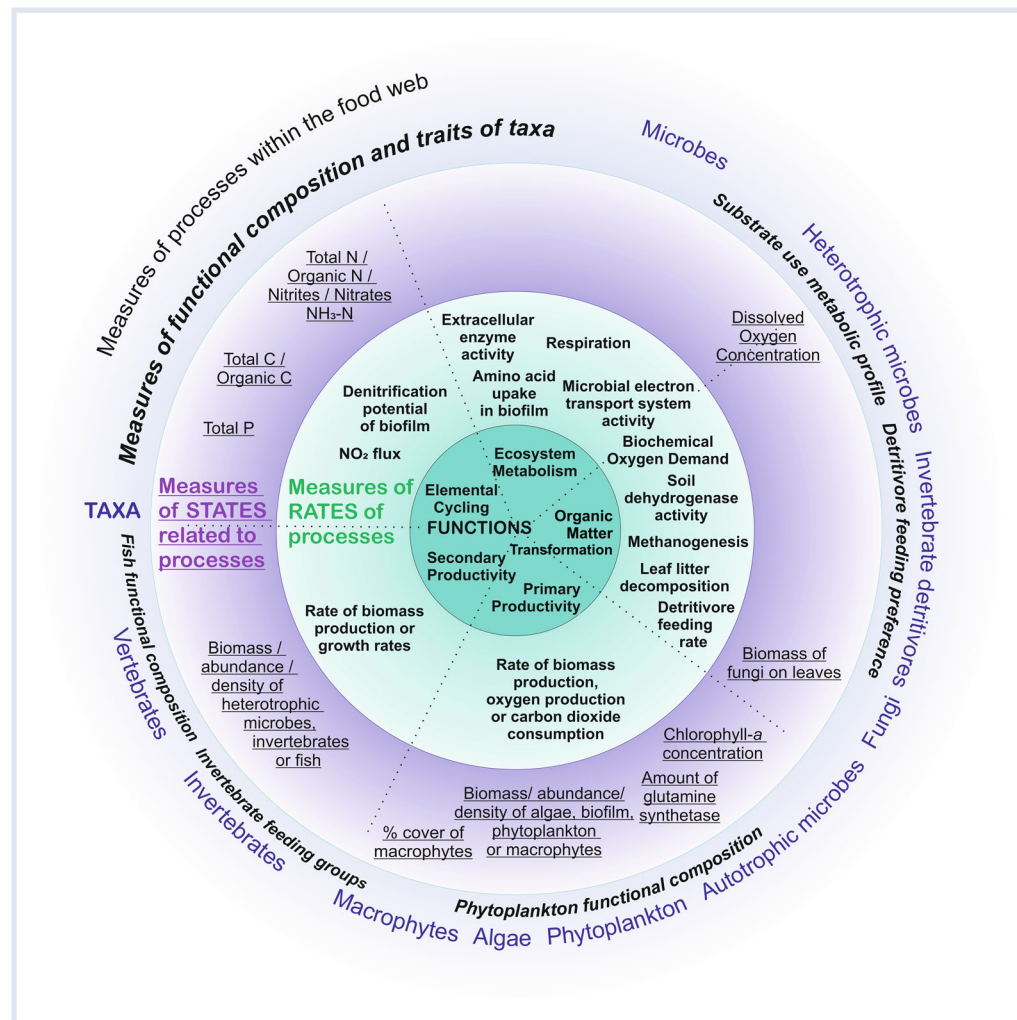 Measures of processes within the food web
Measures of functional composition and traits of taxa
Microbes
Substrate use metabolic profile
Heterotrophic microbes
Detritivore feeding preference
Invertebrate detritivores
Fungi
Autotrophic microbes
Phytoplankton functional composition
Phytoplankton
Algae
Macrophytes
Invertebrate feeding groups
Invertebrates
Fish functional composition
Vertebrates
TAXA
Measures
of STATES
related to
processes
Total N /
Organic N /
Nitrites / Nitrates
NH₃-N
Total C /
Organic C
Total P
Dissolved
Oxygen
Concentration
Biomass of
fungi on leaves
Chlorophyll-a
concentration
Amount of
glutamine
synthetase
Biomass/ abundance/
density of algae, biofilm,
phytoplankton
or macrophytes
% cover of
macrophytes
Biomass /
abundance /
density of
heterotrophic
microbes,
invertebrates
or fish
Measures of
RATES of
processes
Extracellular
enzyme
activity
Respiration
Amino acid
upake
in biofilm
Microbial electron
transport system
activity
Denitrification
potential
of biofilm
NO₂ flux
Biochemical
Oxygen Demand
Soil
dehydrogenase
activity
Methanogenesis
Leaf litter
decomposition
Detritivore
feeding
rate
Rate of biomass
production,
oxygen production
or carbon dioxide
consumption
Rate of biomass
production or
growth rates
Ecosystem
Metabolism
Elemental
Cycling
FUNCTIONS
Organic
Matter
Transformation
Secondary
Productivity
Primary
Productivity